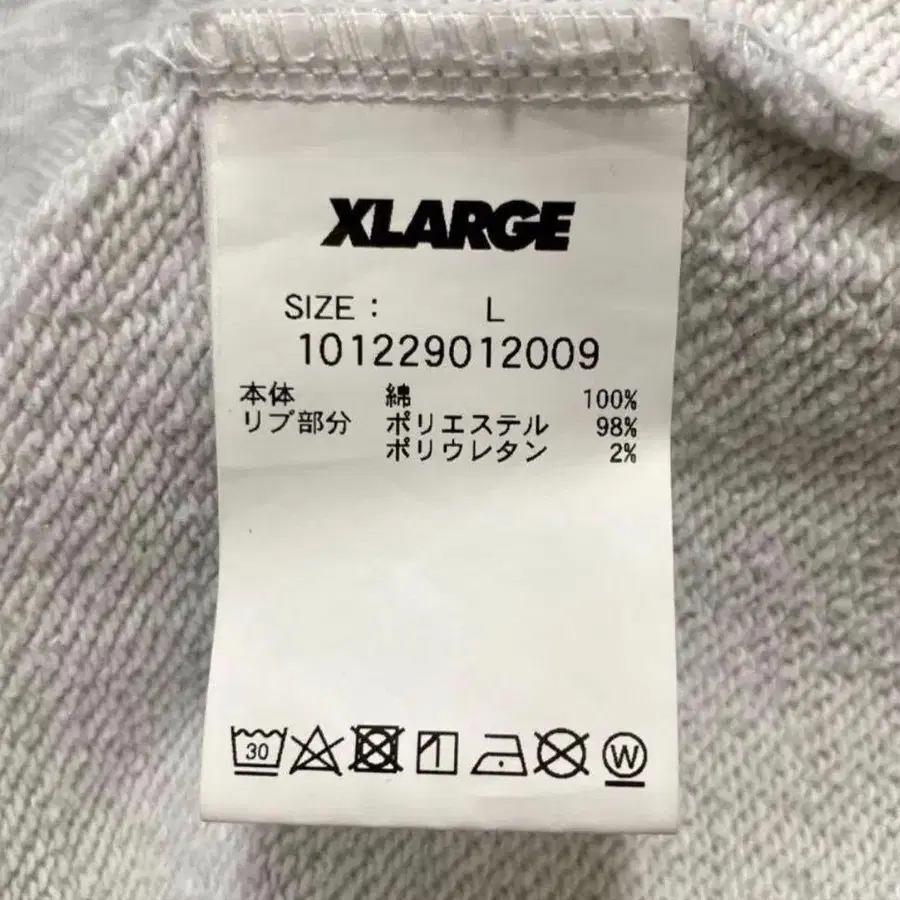 XLARGE
SIZE : L
101229012009
本体 綿 100%
リブ部分 ポリエステル 98%
ポリウレタン 2%
30 W